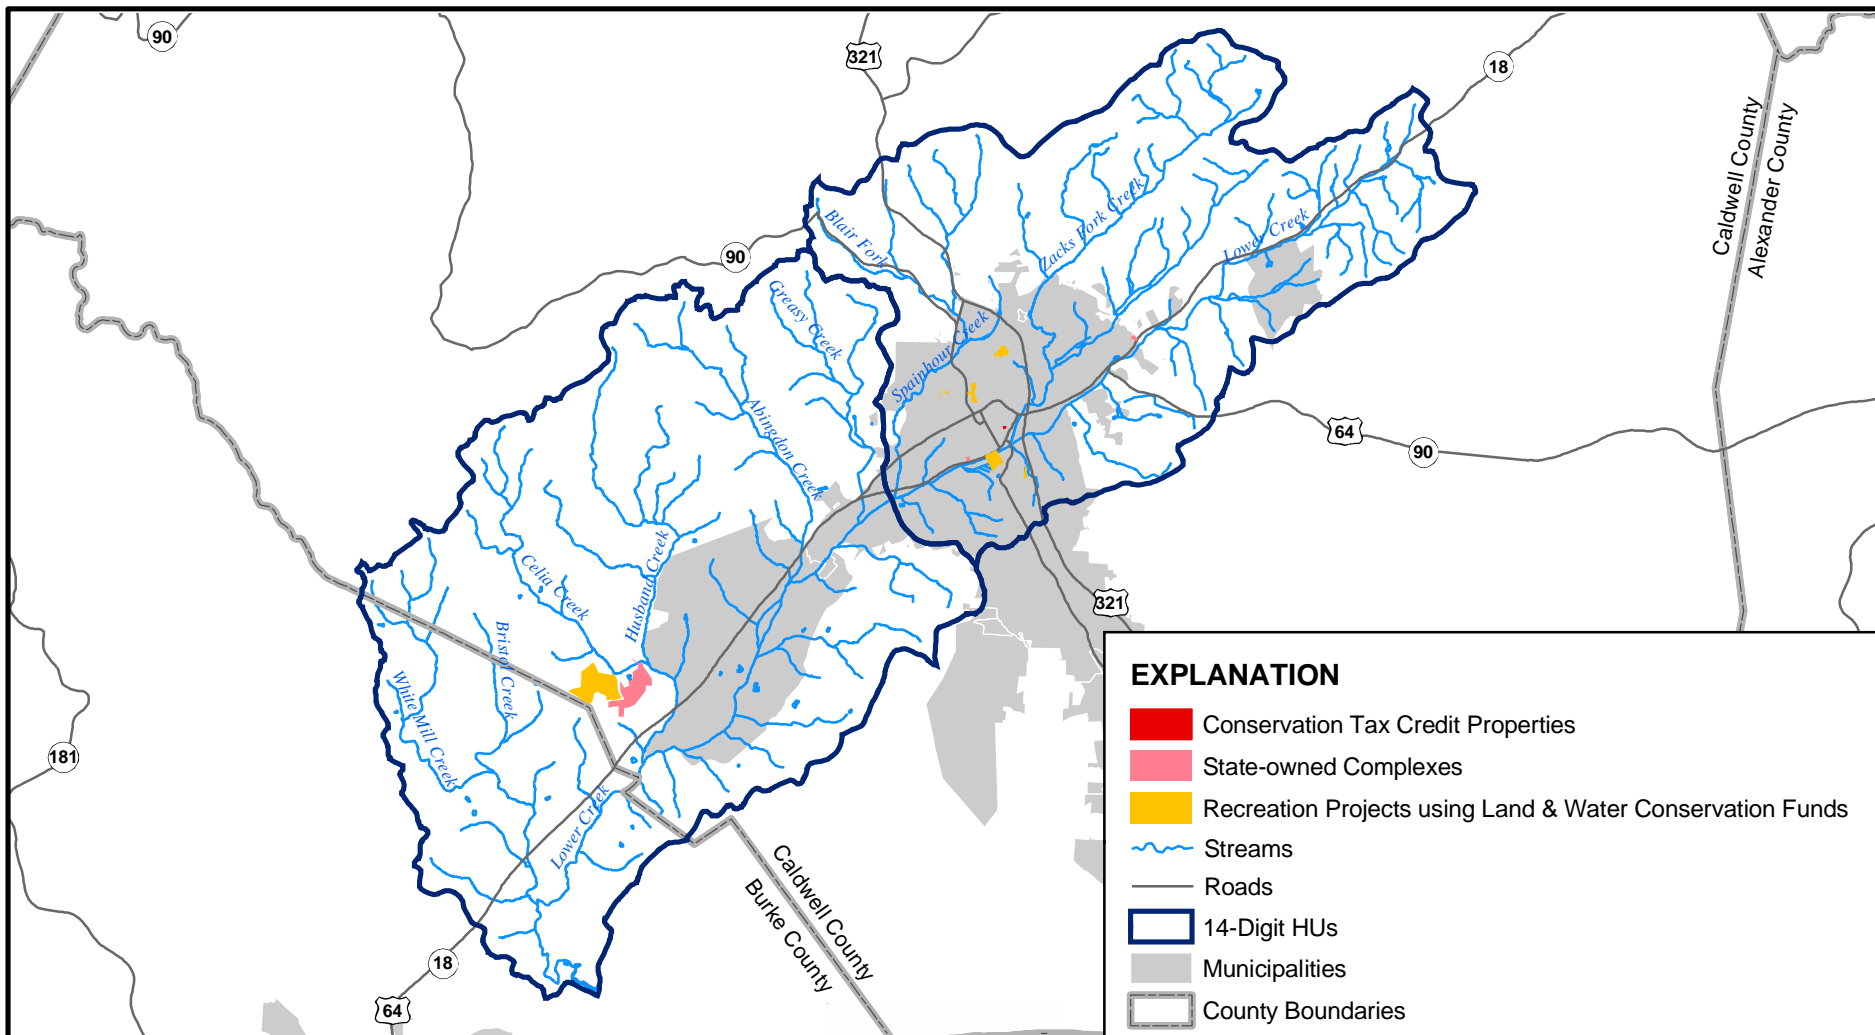 90
321
18
Caldwell County
Alexander County
Blair Fork
Zacks Fork Creek
Lower Creek
90
Greasy Creek
Spainhour Creek
Abingdon Creek
64
90
Celia Creek
Husband Creek
321
Bristol Creek
White Mill Creek
181
Lower Creek
Caldwell County
Burke County
18
64
EXPLANATION
Conservation Tax Credit Properties
State-owned Complexes
Recreation Projects using Land & Water Conservation Funds
Streams
Roads
14-Digit HUs
Municipalities
County Boundaries